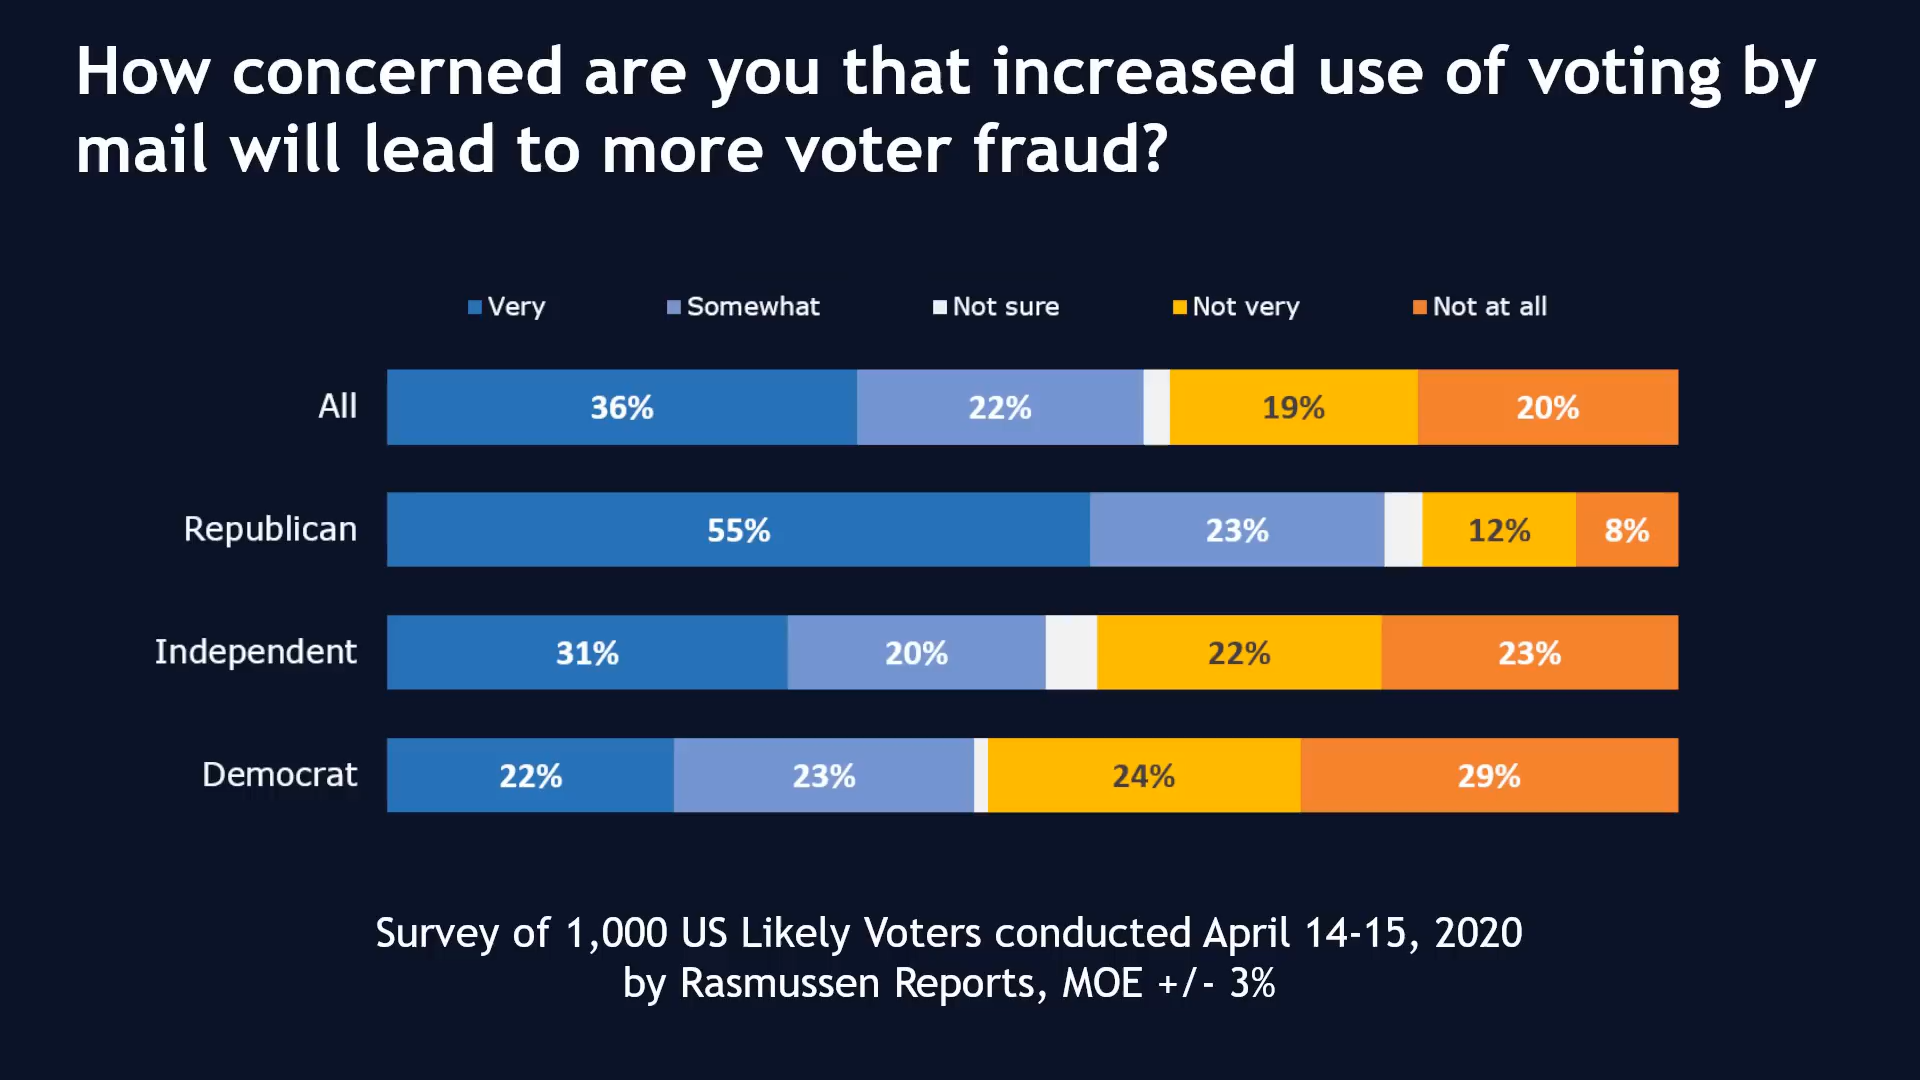 How concerned are you that increased use of voting by
mail will lead to more voter fraud?
Very Somewhat Not sure Not very Not at all
All 36% 22% 19% 20%
Republican 55% 23% 12% 8%
Independent 31% 20% 22% 23%
Democrat 22% 23% 24% 29%
Survey of 1,000 US Likely Voters conducted April 14-15, 2020
by Rasmussen Reports, MOE +/- 3%